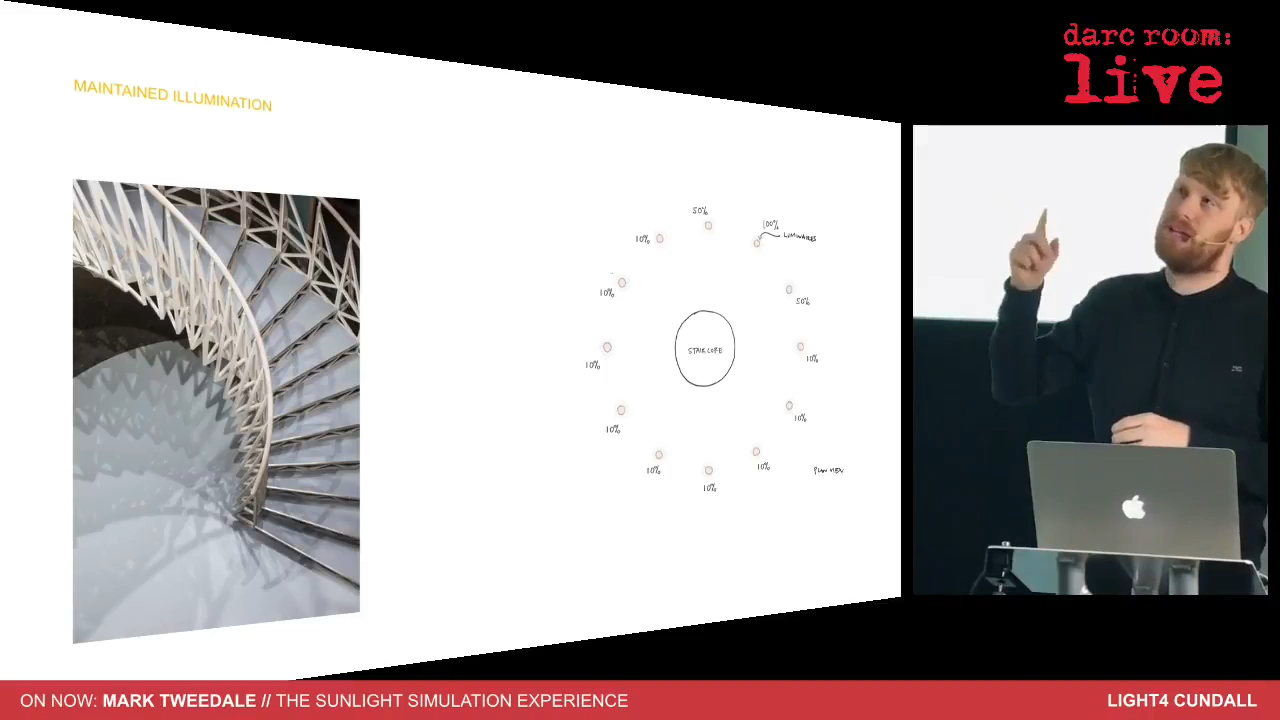 darc room:
live
MAINTAINED ILLUMINATION
50%
100%
LUMINAIRES
10%
10%
50%
10%
STAIR CORE
10%
10%
10%
10%
10%
10%
PLAN VIEW
10%
ON NOW: MARK TWEEDALE // THE SUNLIGHT SIMULATION EXPERIENCE
LIGHT4 CUNDALL